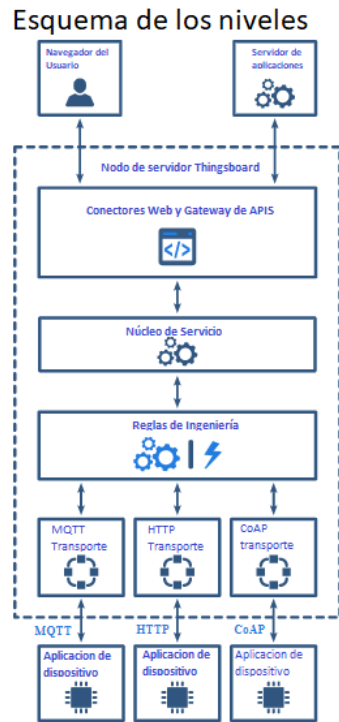 Esquema de los niveles
Navegador del
Usuario
Servidor de
aplicaciones
Nodo de servidor Thingsboard
Conectores Web y Gateway de APIS
</>
Núcleo de Servicio
Reglas de Ingeniería
MQTT
Transporte
HTTP
Transporte
CoAP
transporte
MQTT
HTTP
CoAP
Aplicacion de
dispositivo
Aplicacion de
dispositivo
Aplicacion de
dispositivo